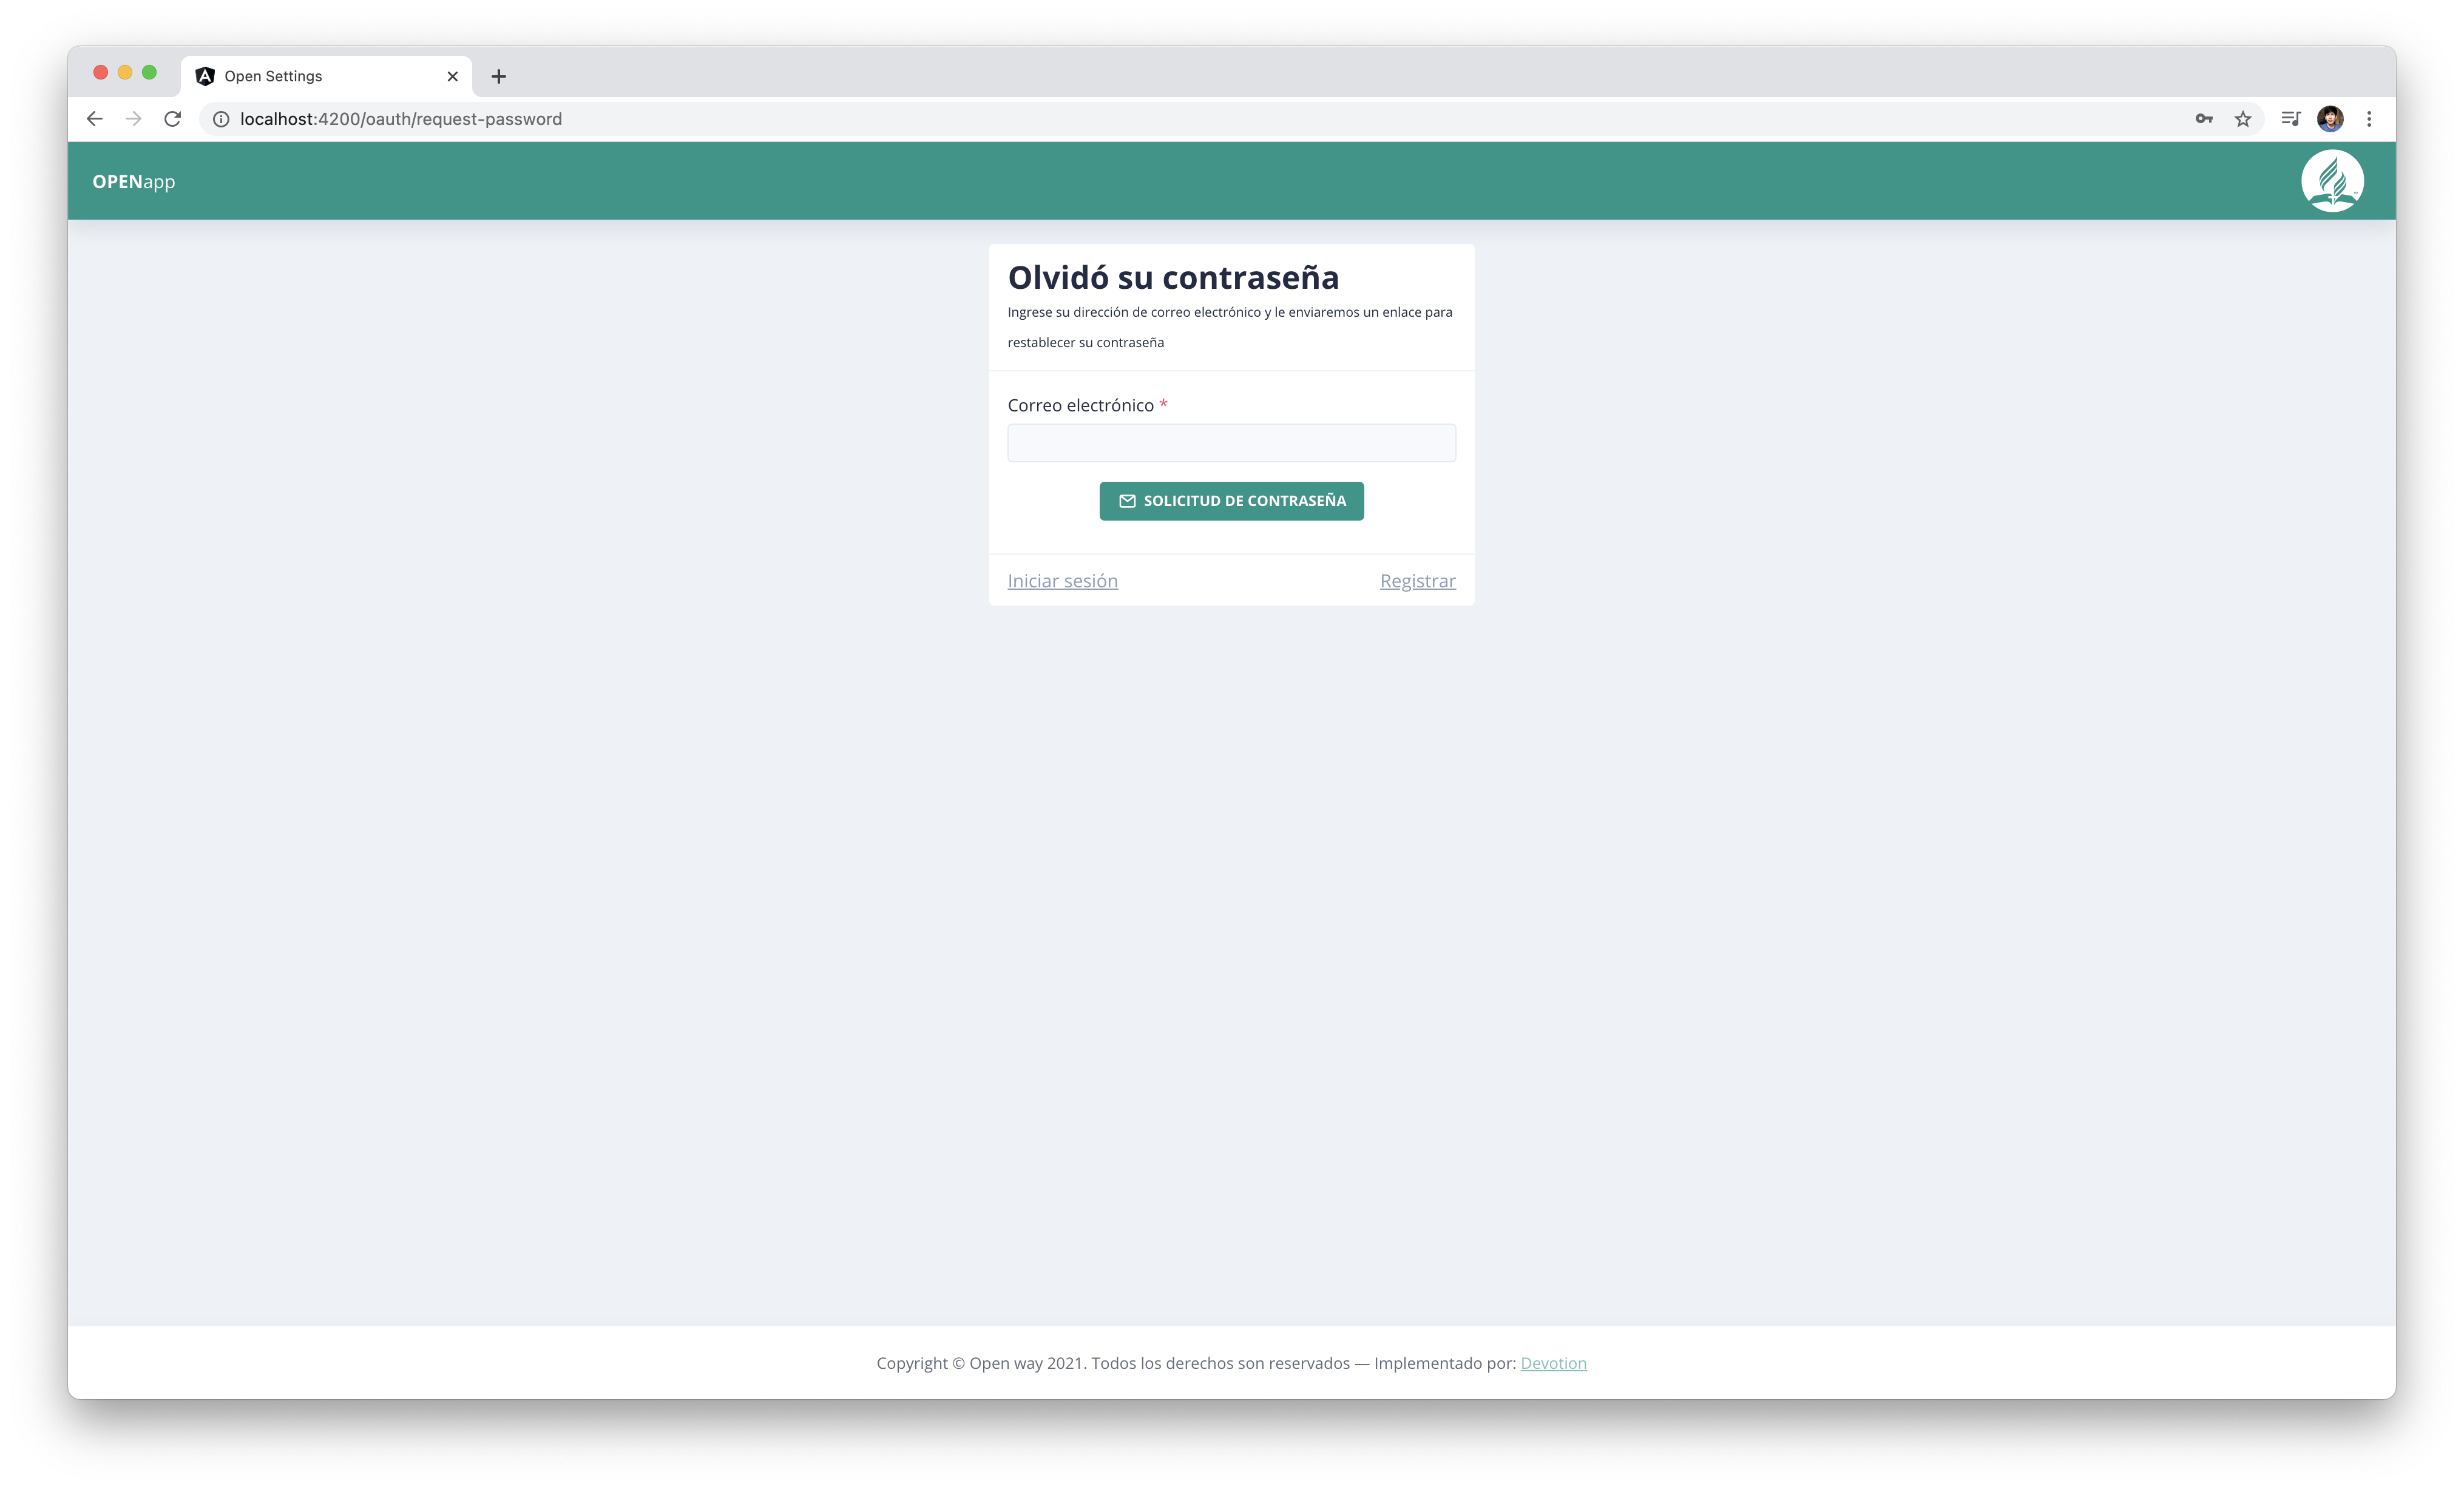 Open Settings
localhost:4200/oauth/request-password
OPENapp
Olvidó su contraseña
Ingrese su dirección de correo electrónico y le enviaremos un enlace para
restablecer su contraseña
Correo electrónico *
SOLICITUD DE CONTRASEÑA
Iniciar sesión
Registrar
Copyright © Open way 2021. Todos los derechos son reservados — Implementado por: Devotion